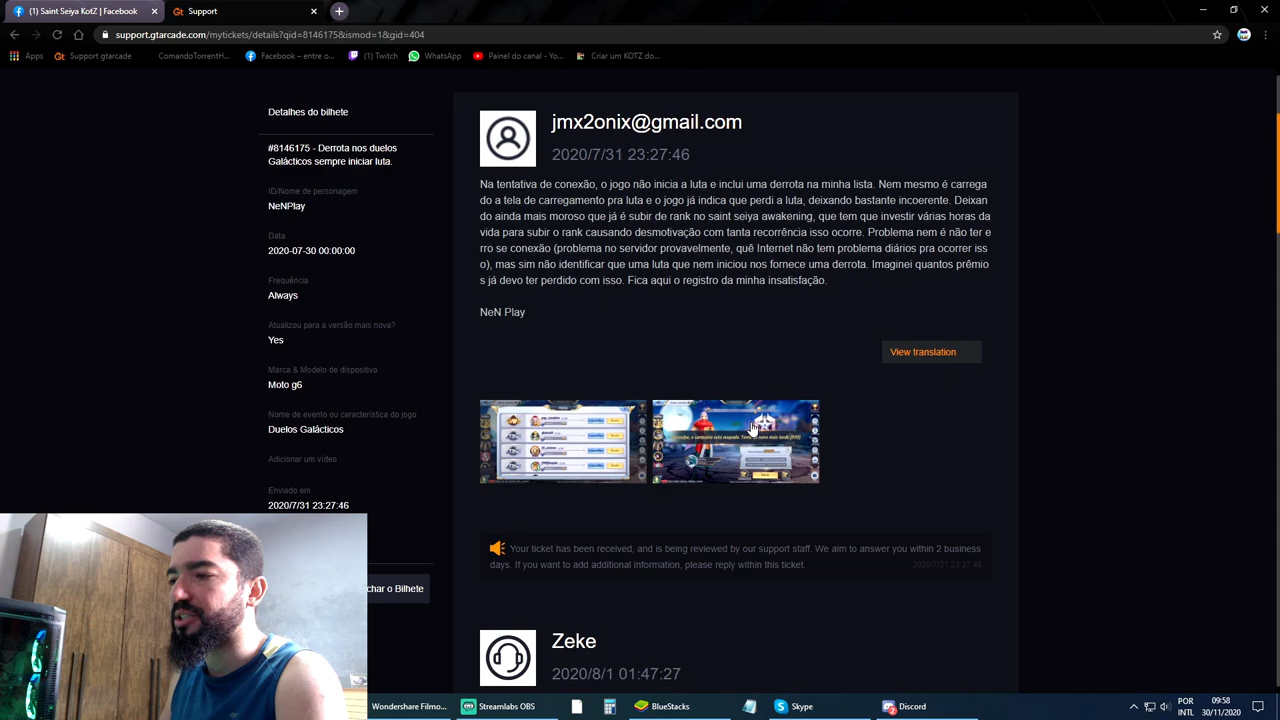 (1) Saint Seiya KotZ | Facebook
Support
support.gtarcade.com/mytickets/details?qid=8146175&ismod=1&gid=404
Apps
Support gtarcade
ComandoTorrentH...
Facebook – entre o...
(1) Twitch
WhatsApp
Painel do canal - Yo...
Criar um KOTZ do...
Detalhes do bilhete
#8146175 - Derrota nos duelos
Galácticos sempre iniciar luta.
ID/Nome de personagem
NeNPlay
Data
2020-07-30 00:00:00
Frequência
Always
Atualizou para a versão mais nova?
Yes
Marca & Modelo de dispositivo
Moto g6
Nome de evento ou característica do jogo
Duelos Galácticos
Adicionar um vídeo
Enviado em
2020/7/31 23:27:46
char o Bilhete
jmx2onix@gmail.com
2020/7/31 23:27:46
Na tentativa de conexão, o jogo não inicia a luta e inclui uma derrota na minha lista. Nem mesmo é carrega
do a tela de carregamento pra luta e o jogo já indica que perdi a luta, deixando bastante incoerente. Deixan
do ainda mais moroso que já é subir de rank no saint seiya awakening, que tem que investir várias horas da
vida para subir o rank causando desmotivação com tanta recorrência isso ocorre. Problema nem é não ter e
rro se conexão (problema no servidor provavelmente, quê Internet não tem problema diários pra ocorrer iss
o), mas sim não identificar que uma luta que nem iniciou nos fornece uma derrota. Imaginei quantos prêmio
s já devo ter perdido com isso. Fica aqui o registro da minha insatisfação.
NeN Play
View translation
Your ticket has been received, and is being reviewed by our support staff. We aim to answer you within 2 business
days. If you want to add additional information, please reply within this ticket.
2020/7/31 23:27:46
Zeke
2020/8/1 01:47:27
Wondershare Filmo...
Streamlabs OBS
BlueStacks
Skype
Discord
POR
INTL
09:58
30/11/2020